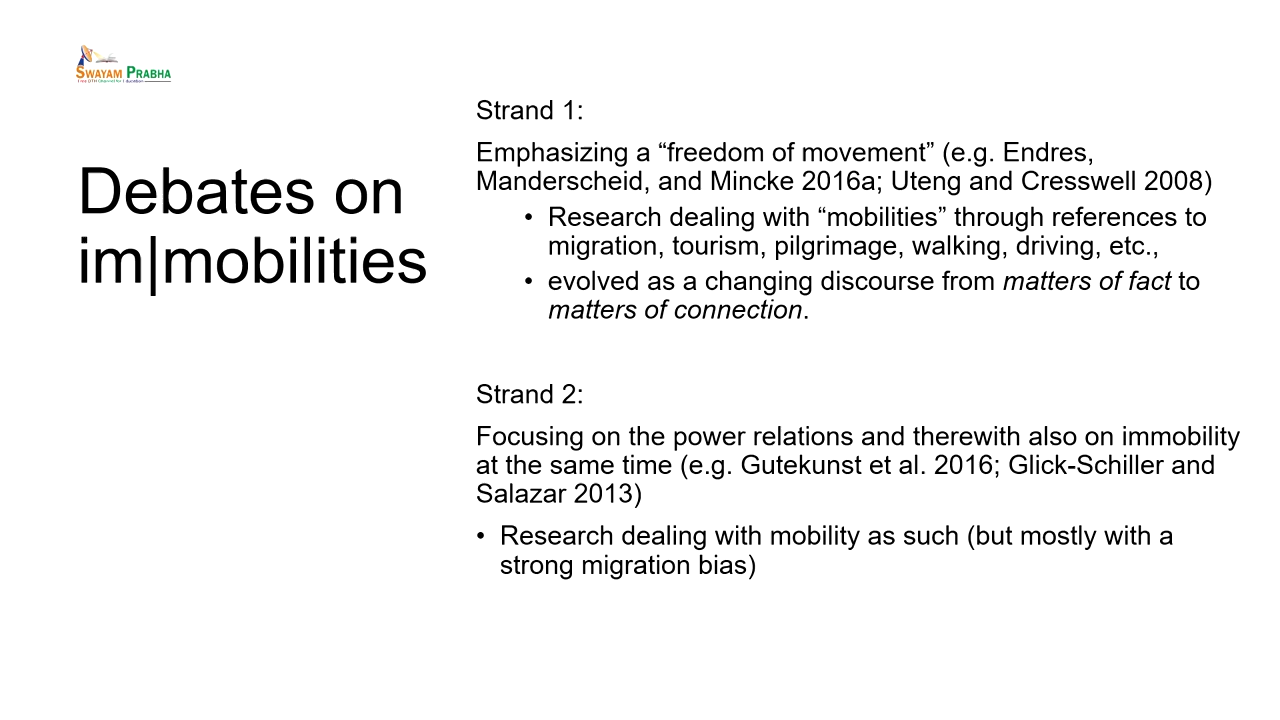 SWAYAM PRABHA
Debates on
im|mobilities
Strand 1:
Emphasizing a “freedom of movement” (e.g. Endres,
Manderscheid, and Mincke 2016a; Uteng and Cresswell 2008)
• Research dealing with “mobilities” through references to
migration, tourism, pilgrimage, walking, driving, etc.,
• evolved as a changing discourse from matters of fact to
matters of connection.
Strand 2:
Focusing on the power relations and therewith also on immobility
at the same time (e.g. Gutekunst et al. 2016; Glick-Schiller and
Salazar 2013)
• Research dealing with mobility as such (but mostly with a
strong migration bias)